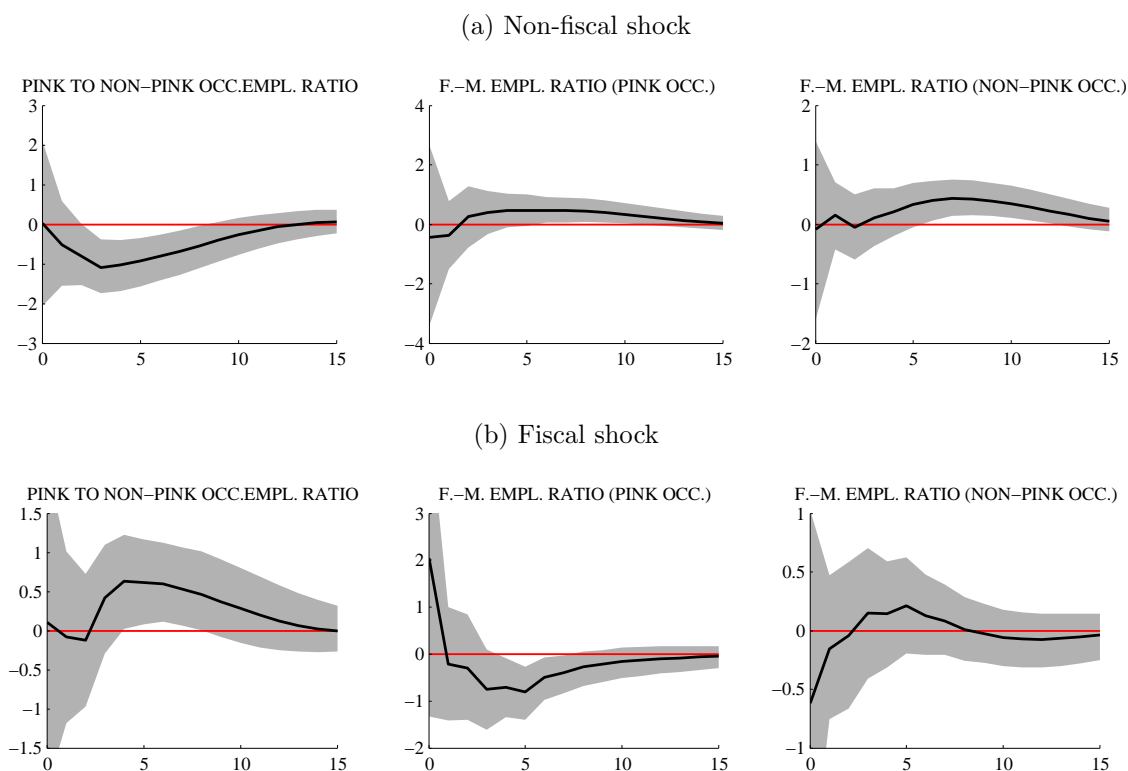 (a) Non-fiscal shock
PINK TO NON−PINK OCC.EMPL. RATIO
3
2
1
0
−1
−2
−3
0 5 10 15
F.−M. EMPL. RATIO (PINK OCC.)
4
2
0
−2
−4
0 5 10 15
F.−M. EMPL. RATIO (NON−PINK OCC.)
2
1
0
−1
−2
0 5 10 15
(b) Fiscal shock
PINK TO NON−PINK OCC.EMPL. RATIO
1.5
1
0.5
0
−0.5
−1
−1.5
0 5 10 15
F.−M. EMPL. RATIO (PINK OCC.)
3
2
1
0
−1
−2
0 5 10 15
F.−M. EMPL. RATIO (NON−PINK OCC.)
1
0.5
0
−0.5
−1
0 5 10 15